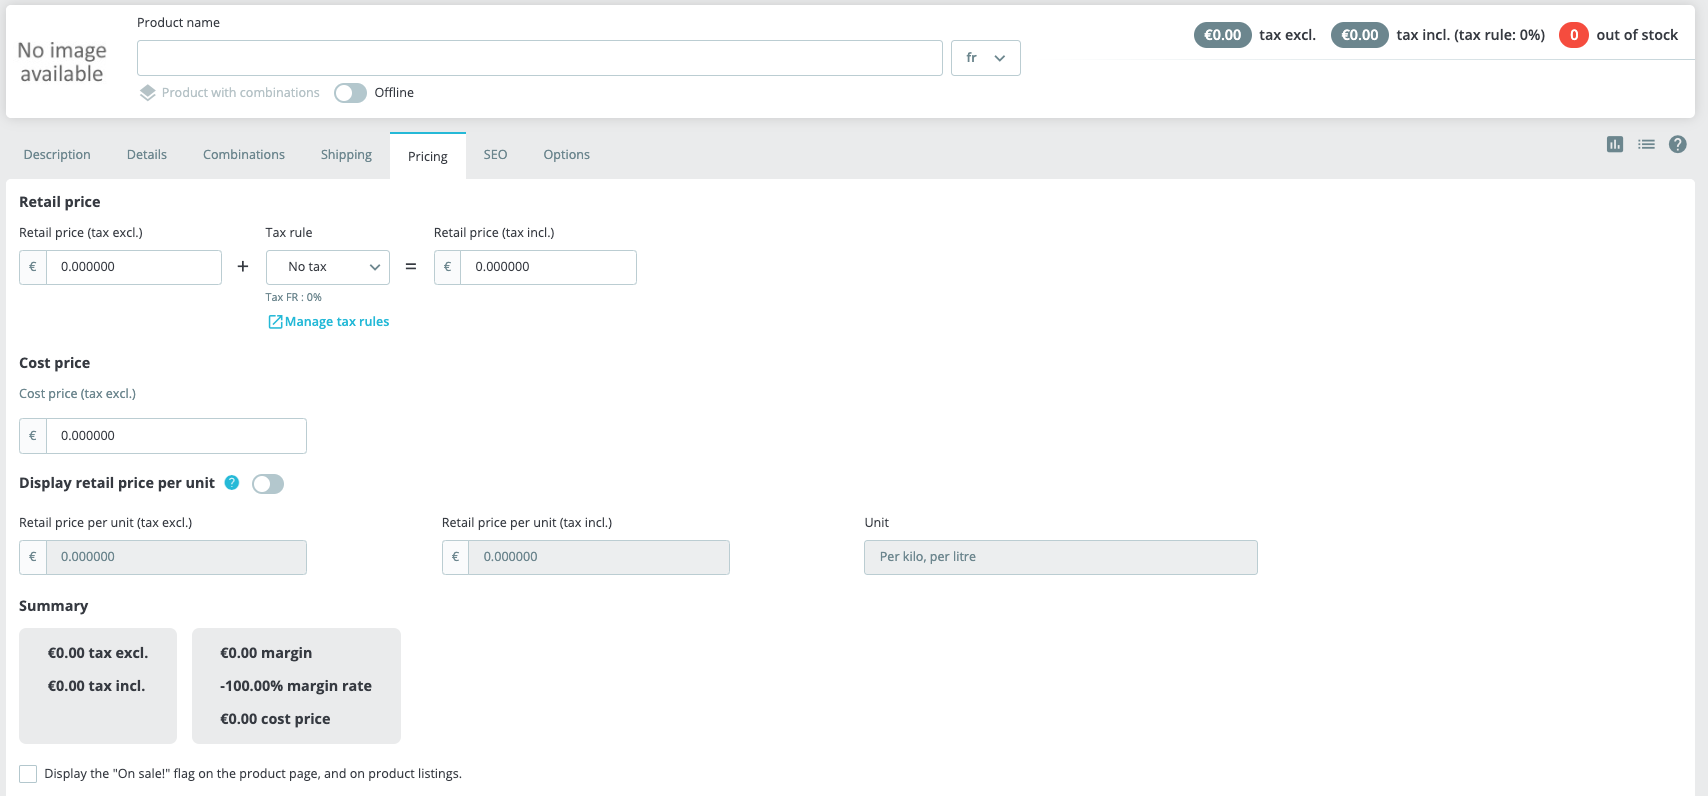 No image
available
Product name
fr
Product with combinations
Offline
€0.00 tax excl. €0.00 tax incl. (tax rule: 0%) 0 out of stock
Description Details Combinations Shipping Pricing SEO Options
?
Retail price
Retail price (tax excl.) Tax rule Retail price (tax incl.)
€ 0.000000 + No tax = € 0.000000
Tax FR : 0%
Manage tax rules
Cost price
Cost price (tax excl.)
€ 0.000000
Display retail price per unit ?
Retail price per unit (tax excl.) Retail price per unit (tax incl.) Unit
€ 0.000000 € 0.000000 Per kilo, per litre
Summary
€0.00 tax excl.
€0.00 tax incl.
€0.00 margin
-100.00% margin rate
€0.00 cost price
Display the "On sale!" flag on the product page, and on product listings.